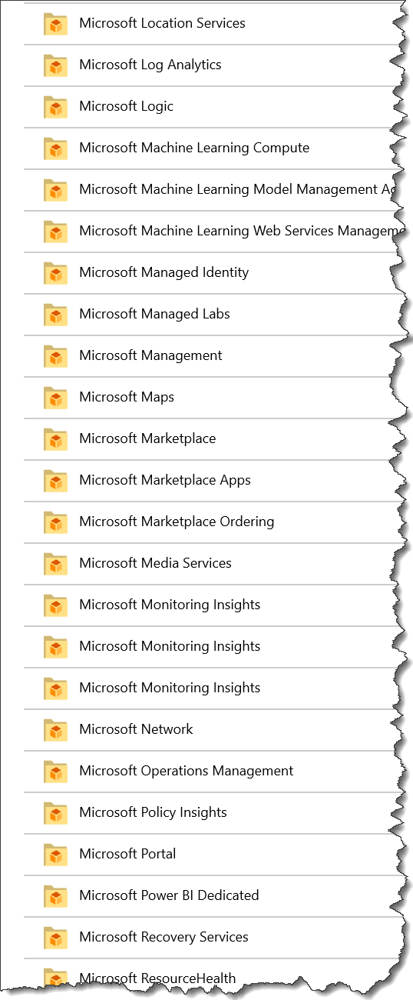 Microsoft Location Services
Microsoft Log Analytics
Microsoft Logic
Microsoft Machine Learning Compute
Microsoft Machine Learning Model Management
Microsoft Machine Learning Web Services
Microsoft Managed Identity
Microsoft Managed Labs
Microsoft Management
Microsoft Maps
Microsoft Marketplace
Microsoft Marketplace Apps
Microsoft Marketplace Ordering
Microsoft Media Services
Microsoft Monitoring Insights
Microsoft Monitoring Insights
Microsoft Monitoring Insights
Microsoft Network
Microsoft Operations Management
Microsoft Policy Insights
Microsoft Portal
Microsoft Power BI Dedicated
Microsoft Recovery Services
Microsoft ResourceHealth